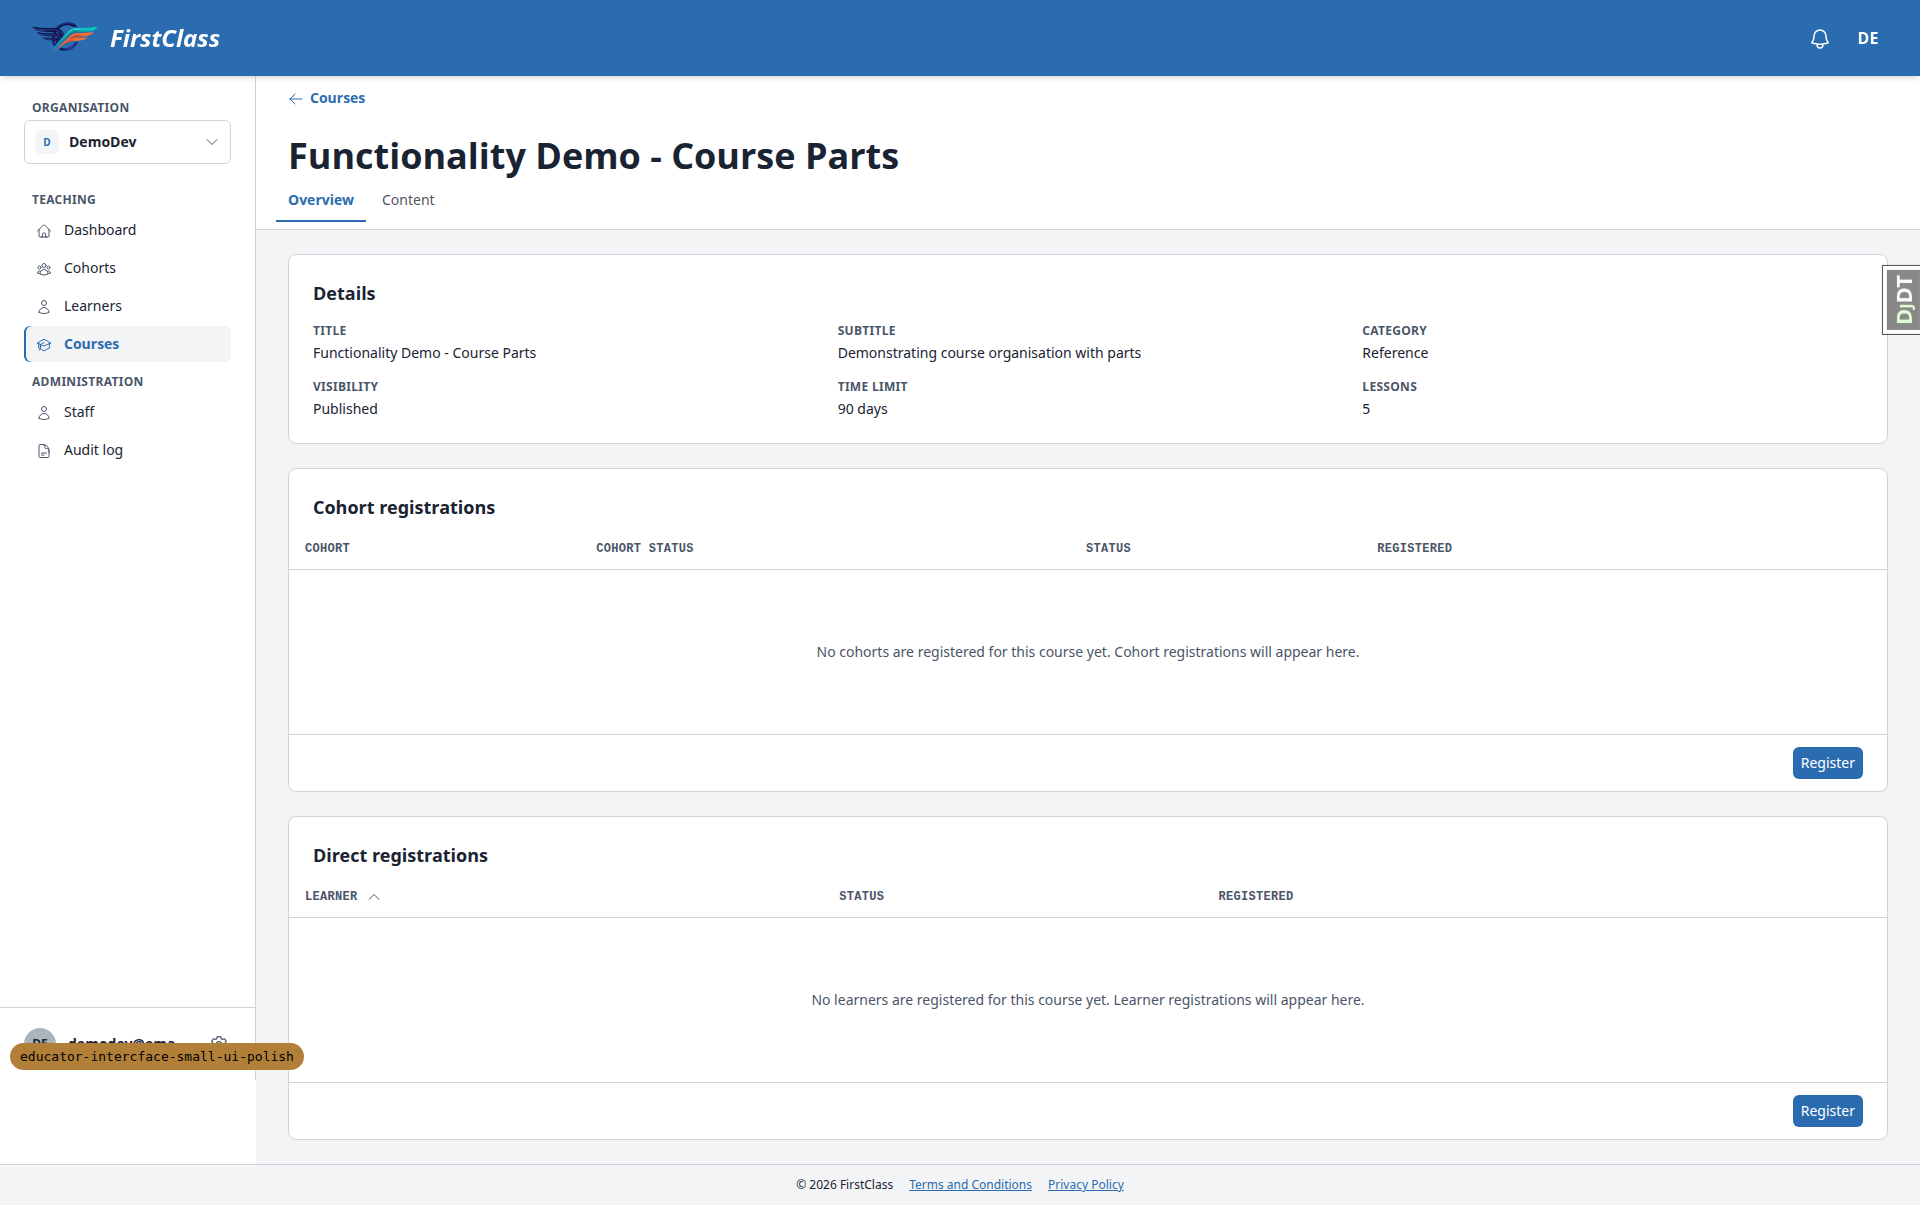 FirstClass
DE
ORGANISATION
D DemoDev
TEACHING
Dashboard
Cohorts
Learners
Courses
ADMINISTRATION
Staff
Audit log
educator-intercface-small-ui-polish
Courses
Functionality Demo - Course Parts
Overview Content
Details
TITLE SUBTITLE CATEGORY
Functionality Demo - Course Parts Demonstrating course organisation with parts Reference
VISIBILITY TIME LIMIT LESSONS
Published 90 days 5
Cohort registrations
COHORT COHORT STATUS STATUS REGISTERED
No cohorts are registered for this course yet. Cohort registrations will appear here.
Register
Direct registrations
LEARNER STATUS REGISTERED
No learners are registered for this course yet. Learner registrations will appear here.
Register
DjDT
© 2026 FirstClass Terms and Conditions Privacy Policy